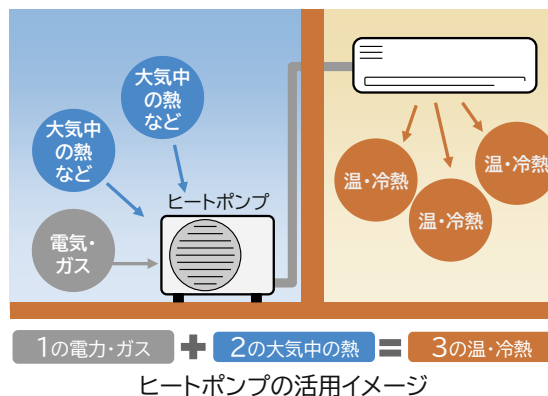 大気中
の熱
など
大気中
の熱
など
ヒートポンプ
電気・
ガス
温・冷熱
温・冷熱
温・冷熱
1の電力・ガス + 2の大気中の熱 = 3の温・冷熱
ヒートポンプの活用イメージ